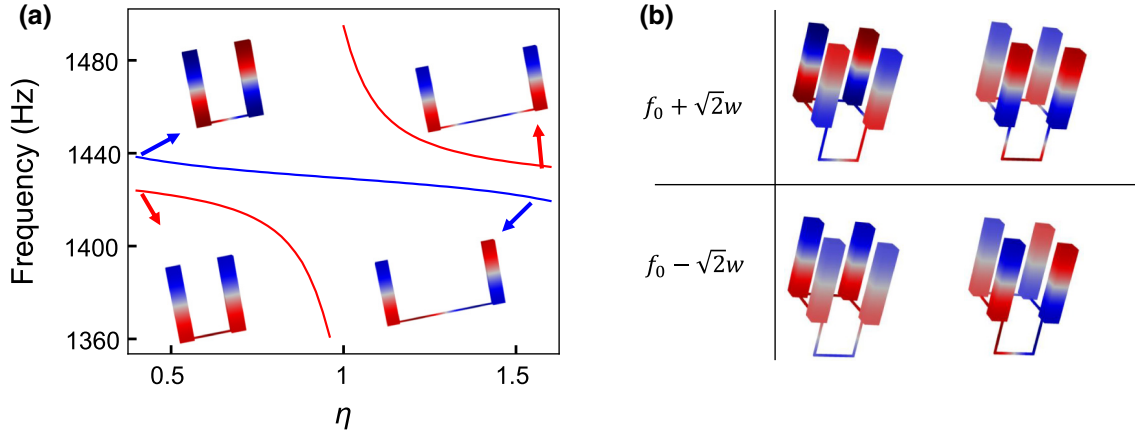 (a)
(b)
Frequency (Hz)
1480
1440
1400
1360
0.5
1
1.5
η
f₀ + √2w
f₀ − √2w